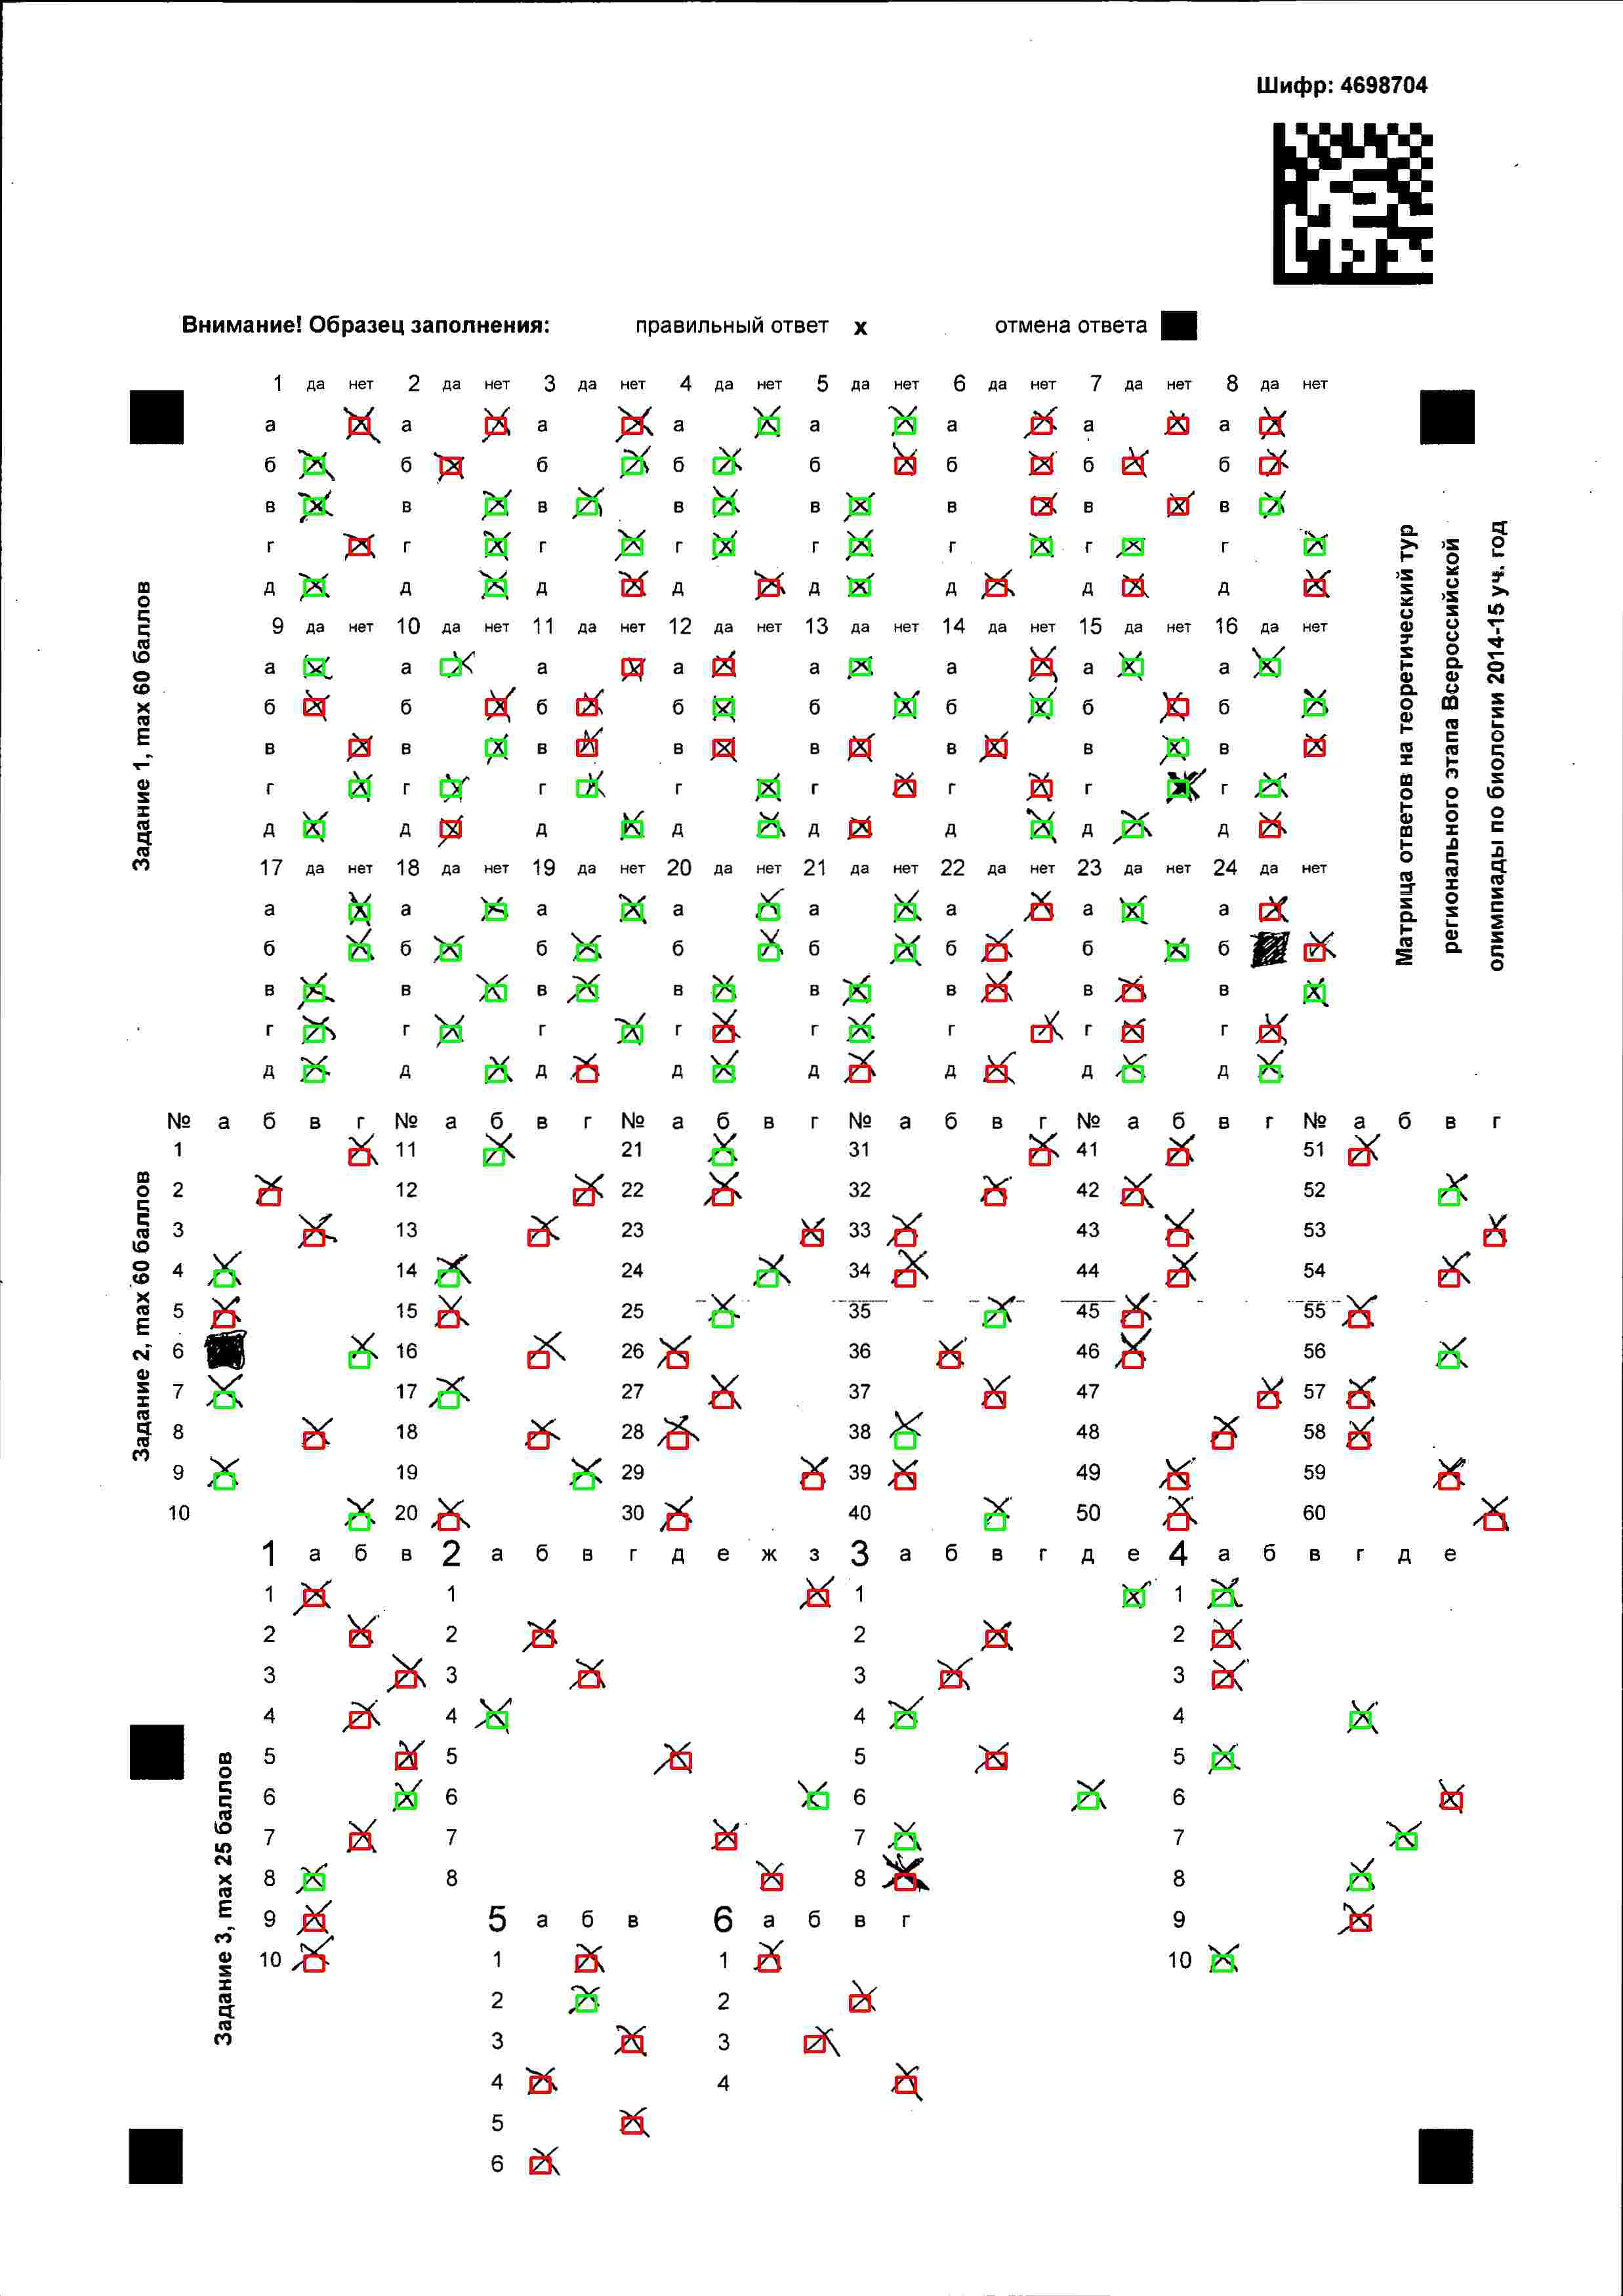 Шифр: 4698704
Внимание! Образец заполнения: правильный ответ х отмена ответа
1 да нет 2 да нет 3 да нет 4 да нет 5 да нет 6 да нет 7 да нет 8 да нет
а а а а а а а а
б б б б б б б б
в в в в в в в в
г г г г г г г г
д д д д д д д д
9 да нет 10 да нет 11 да нет 12 да нет 13 да нет 14 да нет 15 да нет 16 да нет
а а а а а а а а
б б б б б б б б
в в в в в в в в
г г г г г г г г
д д д д д д д д
17 да нет 18 да нет 19 да нет 20 да нет 21 да нет 22 да нет 23 да нет 24 да нет
а а а а а а а а
б б б б б б б б
в в в в в в в в
г г г г г г г г
д д д д д д д д
Задание 1, max 60 баллов
Матрица ответов на теоретический тур
регионального этапа Всероссийской
олимпиады по биологии 2014-15 уч. год
№ а б в г № а б в г № а б в г № а б в г № а б в г № а б в г
1 11 21 31 41 51
2 12 22 32 42 52
3 13 23 33 43 53
4 14 24 34 44 54
5 15 25 35 45 55
6 16 26 36 46 56
7 17 27 37 47 57
8 18 28 38 48 58
9 19 29 39 49 59
10 20 30 40 50 60
Задание 2, max 60 баллов
1 а б в 2 а б в г д е ж з 3 а б в г д е 4 а б в г д е
1 1 1 1
2 2 2 2
3 3 3 3
4 4 4 4
5 5 5 5
6 6 6 6
7 7 7 7
8 8 8 8
9 5 а б в 6 а б в г 9
10 1 1 10
2 2
3 3
4 4
5
6
Задание 3, max 25 баллов